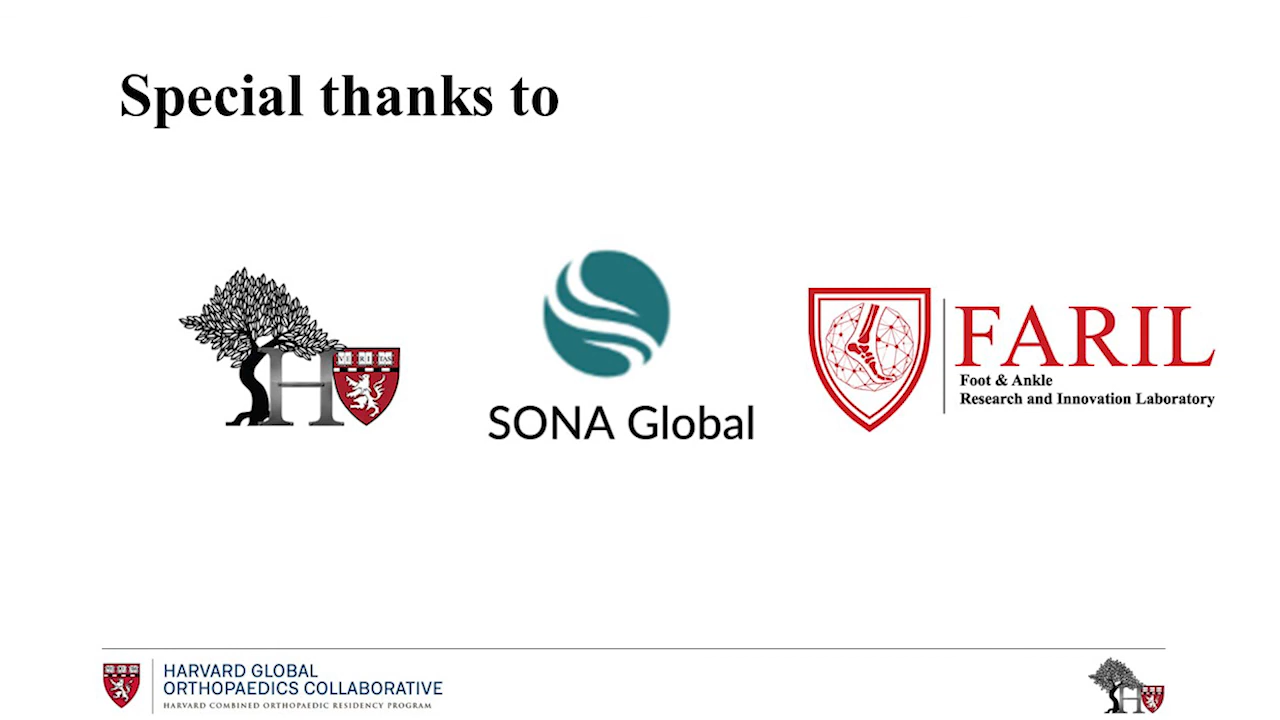 Special thanks to
H
VE RI TAS
SONA Global
FARIL
Foot & Ankle
Research and Innovation Laboratory
HARVARD GLOBAL
ORTHOPAEDICS COLLABORATIVE
HARVARD COMBINED ORTHOPAEDIC RESIDENCY PROGRAM
H